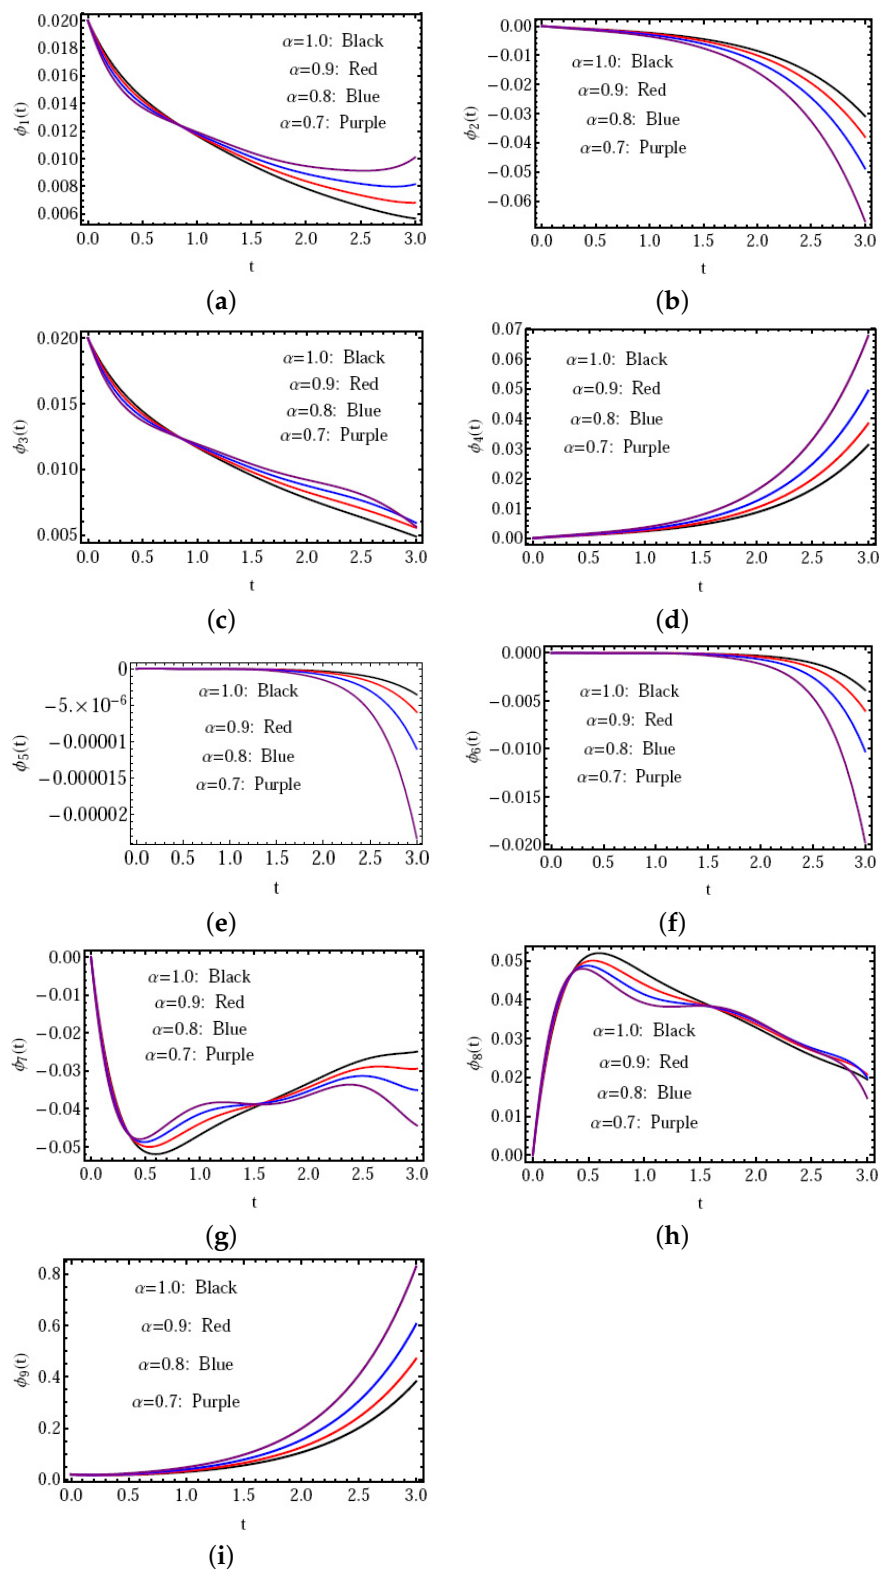 0.020
0.018
0.016
0.014
0.012
0.010
0.008
0.006
ϕ1(t)
α=1.0: Black
α=0.9: Red
α=0.8: Blue
α=0.7: Purple
0.0 0.5 1.0 1.5 2.0 2.5 3.0
t
(a)
0.00
−0.01
−0.02
−0.03
−0.04
−0.05
−0.06
ϕ2(t)
α=1.0: Black
α=0.9: Red
α=0.8: Blue
α=0.7: Purple
0.0 0.5 1.0 1.5 2.0 2.5 3.0
t
(b)
0.020
0.015
0.010
0.005
ϕ3(t)
α=1.0: Black
α=0.9: Red
α=0.8: Blue
α=0.7: Purple
0.0 0.5 1.0 1.5 2.0 2.5 3.0
t
(c)
0.07
0.06
0.05
0.04
0.03
0.02
0.01
0.00
ϕ4(t)
α=1.0: Black
α=0.9: Red
α=0.8: Blue
α=0.7: Purple
0.0 0.5 1.0 1.5 2.0 2.5 3.0
t
(d)
0
−5.×10−6
−0.00001
−0.000015
−0.00002
ϕ5(t)
α=1.0: Black
α=0.9: Red
α=0.8: Blue
α=0.7: Purple
0.0 0.5 1.0 1.5 2.0 2.5 3.0
t
(e)
0.000
−0.005
−0.010
−0.015
−0.020
ϕ6(t)
α=1.0: Black
α=0.9: Red
α=0.8: Blue
α=0.7: Purple
0.0 0.5 1.0 1.5 2.0 2.5 3.0
t
(f)
0.00
−0.01
−0.02
−0.03
−0.04
−0.05
ϕ7(t)
α=1.0: Black
α=0.9: Red
α=0.8: Blue
α=0.7: Purple
0.0 0.5 1.0 1.5 2.0 2.5 3.0
t
(g)
0.05
0.04
0.03
0.02
0.01
0.00
ϕ8(t)
α=1.0: Black
α=0.9: Red
α=0.8: Blue
α=0.7: Purple
0.0 0.5 1.0 1.5 2.0 2.5 3.0
t
(h)
0.8
0.6
0.4
0.2
0.0
ϕ9(t)
α=1.0: Black
α=0.9: Red
α=0.8: Blue
α=0.7: Purple
0.0 0.5 1.0 1.5 2.0 2.5 3.0
t
(i)